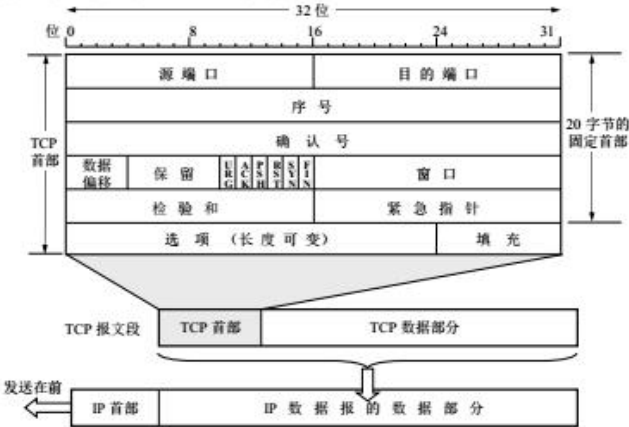 32 位
位 0 8 16 24 31
源端口 目的端口
序号
TCP 首部
确认号
20 字节的固定首部
数据偏移 保留 URG ACK PSH RST SYN FIN 窗口
检验和 紧急指针
选项（长度可变） 填充
TCP 报文段 TCP 首部 TCP 数据部分
发送在前
IP 首部 IP 数据报的数据部分